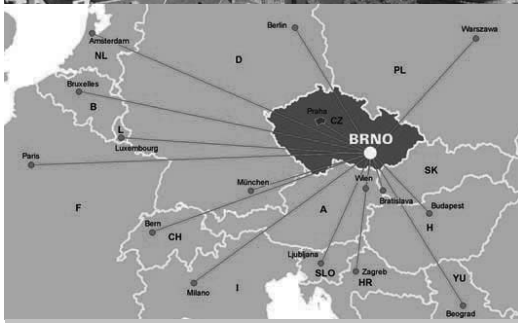 Berlin
Warszawa
Amsterdam
NL
D
PL
Bruxelles
B
Praha
CZ
BRNO
L
Luxembourg
Paris
SK
München
Wien
Bratislava
F
A
Budapest
H
Bern
CH
Ljubljana
SLO
Zagreb
HR
YU
Milano
I
Beograd